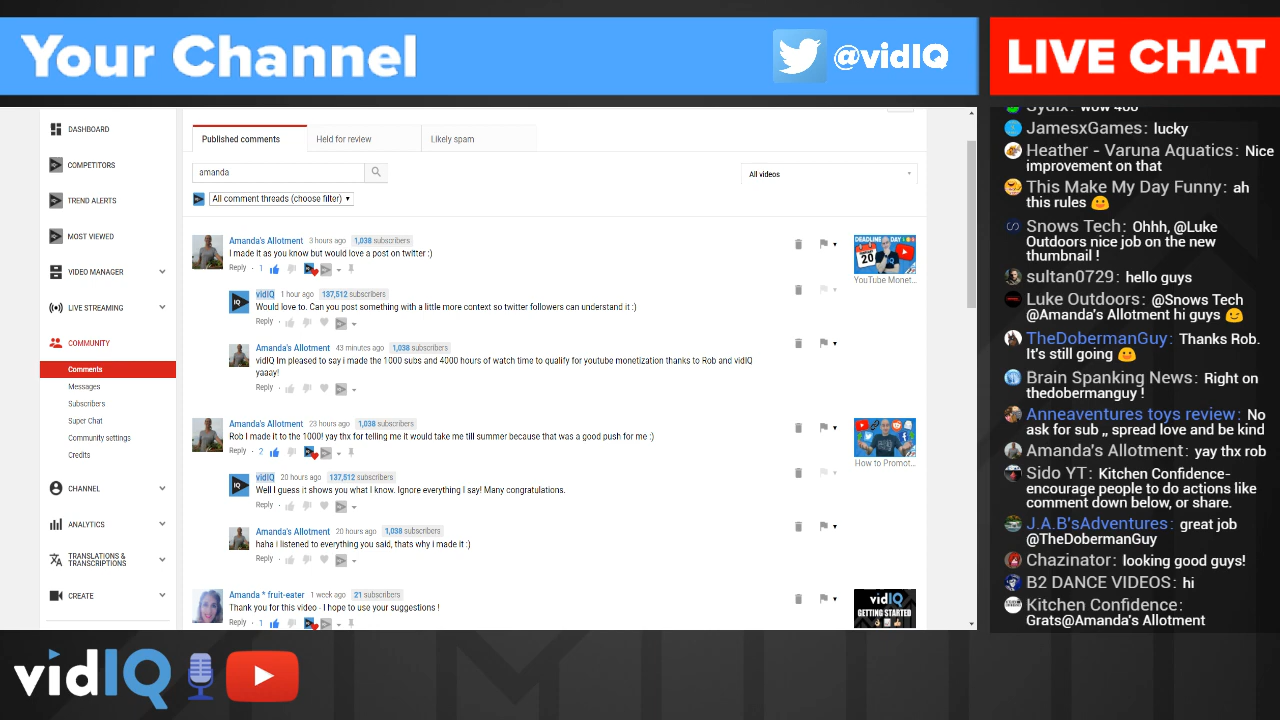 Your Channel
@vidIQ
LIVE CHAT
DASHBOARD
COMPETITORS
TREND ALERTS
MOST VIEWED
VIDEO MANAGER
LIVE STREAMING
COMMUNITY
Comments
Messages
Subscribers
Super Chat
Community settings
Credits
CHANNEL
ANALYTICS
TRANSLATIONS &
TRANSCRIPTIONS
CREATE
Published comments
Held for review
Likely spam
amanda
All videos
All comment threads (choose filter)
Amanda's Allotment 3 hours ago 1,038 subscribers
I made it as you know but would love a post on twitter :)
Reply · 1
DEADLINE
DAY
20
YouTube Monet...
IQ
vidIQ 1 hour ago 137,512 subscribers
Would love to. Can you post something with a little more context so twitter followers can understand it :)
Reply
Amanda's Allotment 43 minutes ago 1,038 subscribers
vidIQ Im pleased to say i made the 1000 subs and 4000 hours of watch time to qualify for youtube monetization thanks to Rob and vidIQ
yaaay!
Reply
Amanda's Allotment 23 hours ago 1,038 subscribers
Rob I made it to the 1000! yay thx for telling me it would take me till summer because that was a good push for me :)
Reply · 2
How to Promot...
IQ
vidIQ 20 hours ago 137,512 subscribers
Well I guess it shows you what I know. Ignore everything I say! Many congratulations.
Reply
Amanda's Allotment 20 hours ago 1,038 subscribers
haha i listened to everything you said, thats why i made it :)
Reply
Amanda * fruit-eater 1 week ago 21 subscribers
Thank you for this video - I hope to use your suggestions !
Reply · 1
vidIQ
GETTING STARTED
Sydix: wow 400
JamesxGames: lucky
Heather - Varuna Aquatics: Nice
improvement on that
This Make My Day Funny: ah
this rules
Snows Tech: Ohhh, @Luke
Outdoors nice job on the new
thumbnail !
sultan0729: hello guys
Luke Outdoors: @Snows Tech
@Amanda's Allotment hi guys
TheDobermanGuy: Thanks Rob.
It's still going
Brain Spanking News: Right on
thedobermanguy !
Anneaventures toys review: No
ask for sub ,, spread love and be kind
Amanda's Allotment: yay thx rob
Sido YT: Kitchen Confidence-
encourage people to do actions like
comment down below, or share.
J.A.B'sAdventures: great job
@TheDobermanGuy
Chazinator: looking good guys!
B2 DANCE VIDEOS: hi
Kitchen Confidence:
Grats@Amanda's Allotment
vidIQ